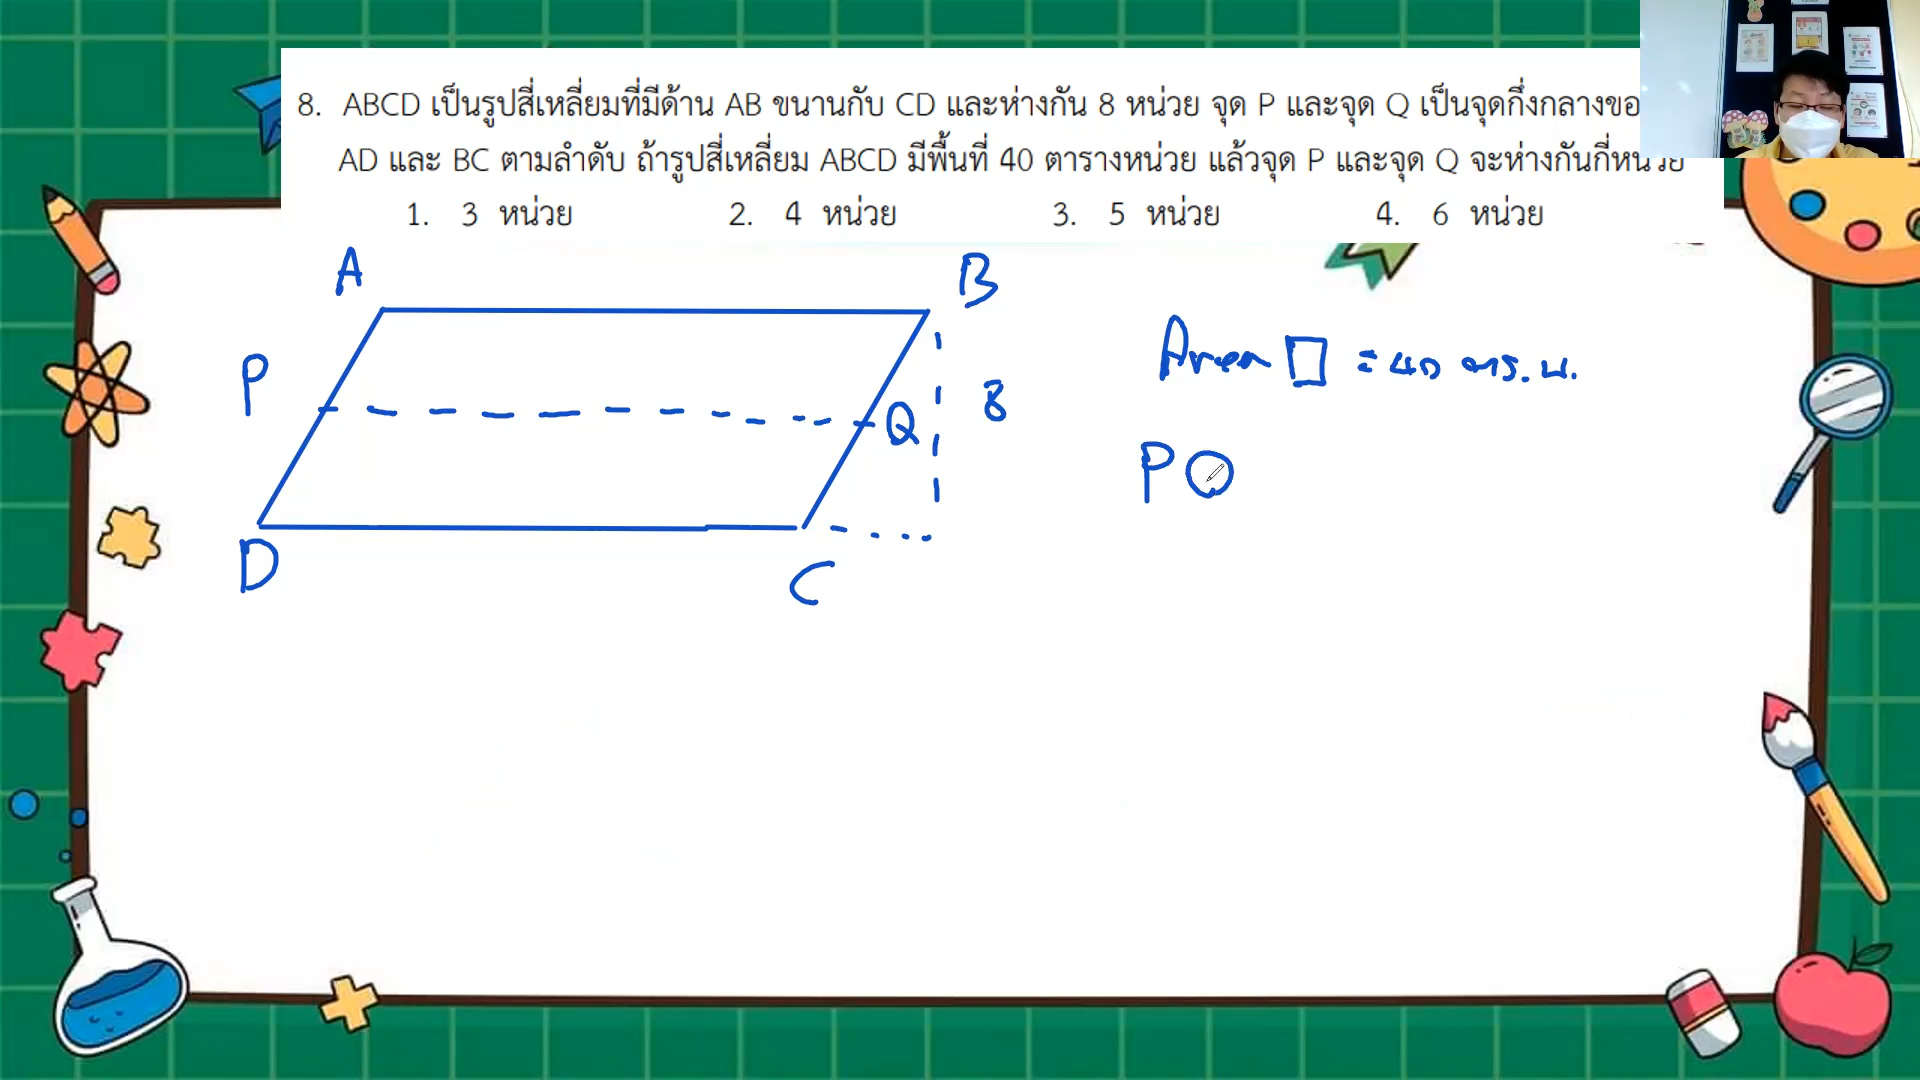 8. ABCD เป็นรูปสี่เหลี่ยมที่มีด้าน AB ขนานกับ CD และห่างกัน 8 หน่วย จุด P และจุด Q เป็นจุดกึ่งกลางขอ
AD และ BC ตามลำดับ ถ้ารูปสี่เหลี่ยม ABCD มีพื้นที่ 40 ตารางหน่วย แล้วจุด P และจุด Q จะห่างกันกี่หน่วย
1. 3 หน่วย 2. 4 หน่วย 3. 5 หน่วย 4. 6 หน่วย
A B
Area □ = 40 ตร.น.
P Q 8
PQ
D C